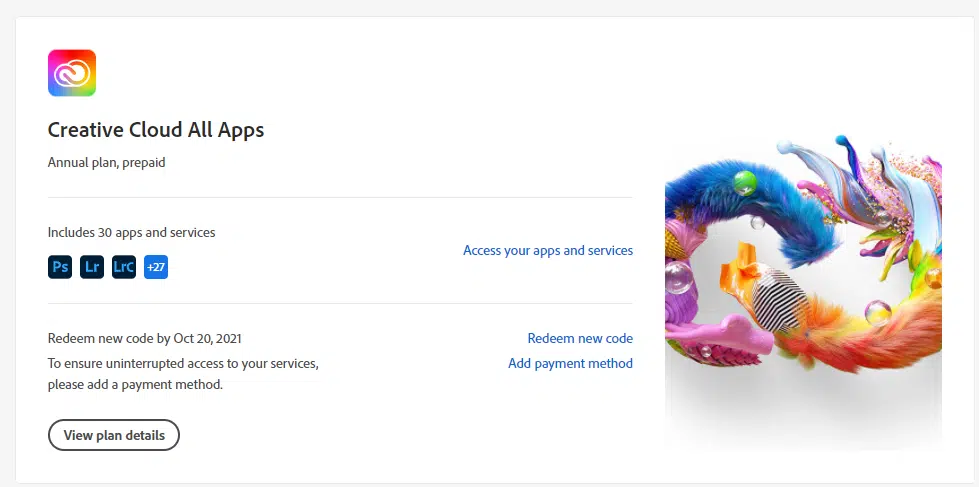 Creative Cloud All Apps
Annual plan, prepaid
Includes 30 apps and services
Access your apps and services
Ps Lr LrC +27
Redeem new code by Oct 20, 2021
Redeem new code
To ensure uninterrupted access to your services,
Add payment method
please add a payment method.
View plan details